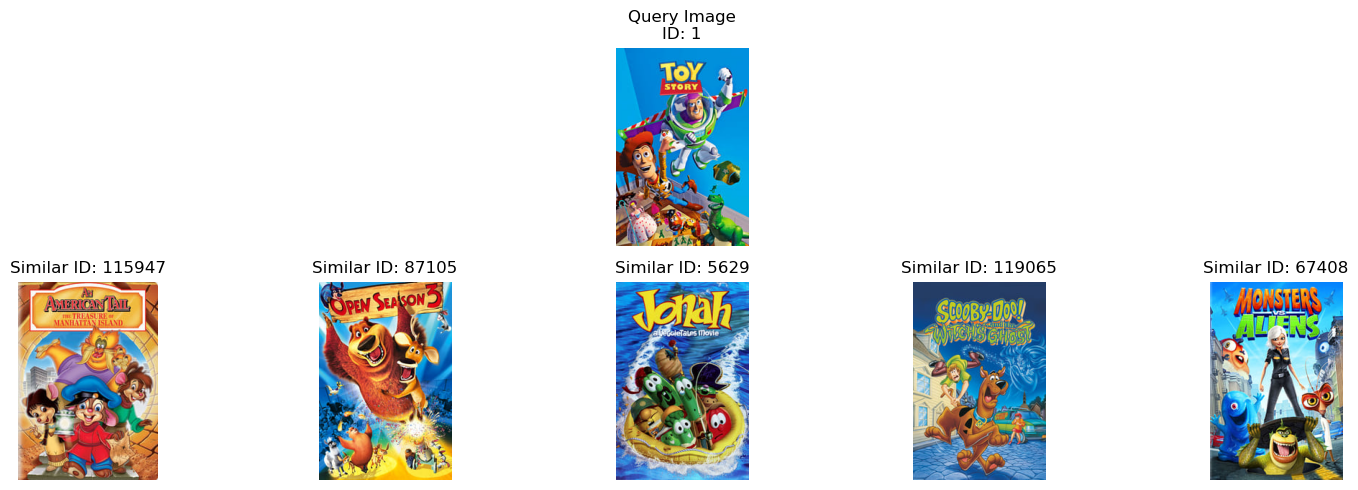 Query Image
ID: 1
TOY
STORY
Similar ID: 115947
Similar ID: 87105
Similar ID: 5629
Similar ID: 119065
Similar ID: 67408
AN
AMERICAN TAIL
THE TREASURE OF
MANHATTAN ISLAND
OPEN SEASON 3
Jonah
a VeggieTales Movie
SCOOBY-DOO!
WITCH'S GHOST!
MONSTERS
VS
ALIENS